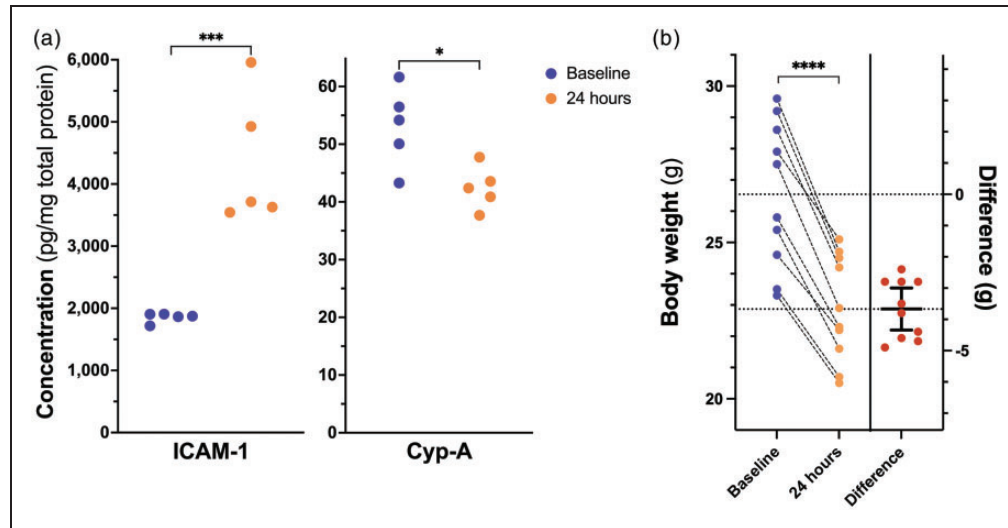 (a)
***
6,000
5,000
4,000
3,000
2,000
1,000
0
Concentration (pg/mg total protein)
ICAM-1
*
60
50
40
30
20
10
0
Cyp-A
Baseline
24 hours
(b)
****
30
25
20
Body weight (g)
0
-5
Difference (g)
Baseline
24 hours
Difference